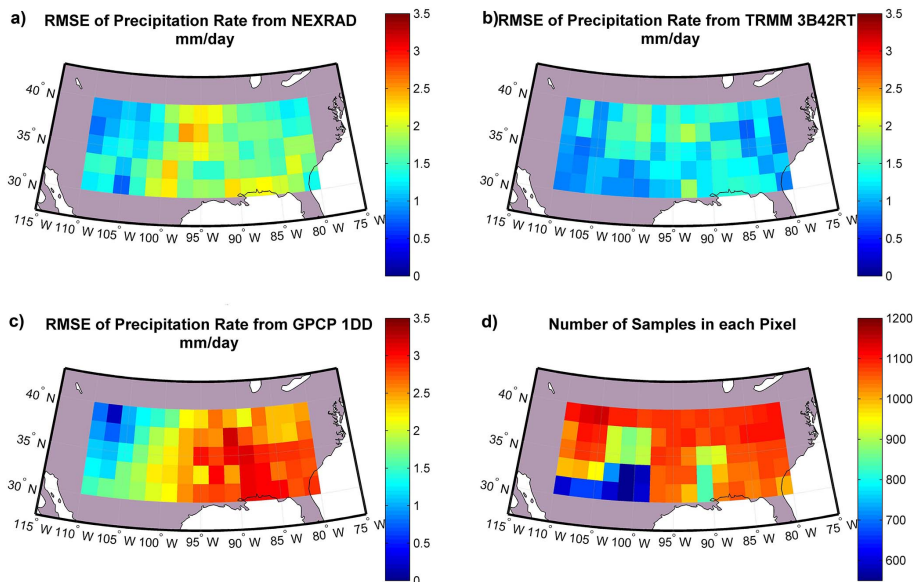 a) RMSE of Precipitation Rate from NEXRAD
mm/day
3.5
3
2.5
2
1.5
1
0.5
0
40° N
35° N
30° N
115° W 110° W 105° W 100° W 95° W 90° W 85° W 80° W 75° W
b) RMSE of Precipitation Rate from TRMM 3B42RT
mm/day
3.5
3
2.5
2
1.5
1
0.5
0
40° N
35° N
30° N
115° W 110° W 105° W 100° W 95° W 90° W 85° W 80° W 75° W
c) RMSE of Precipitation Rate from GPCP 1DD
mm/day
3.5
3
2.5
2
1.5
1
0.5
0
40° N
35° N
30° N
115° W 110° W 105° W 100° W 95° W 90° W 85° W 80° W 75° W
d) Number of Samples in each Pixel
1200
1100
1000
900
800
700
600
40° N
35° N
30° N
115° W 110° W 105° W 100° W 95° W 90° W 85° W 80° W 75° W